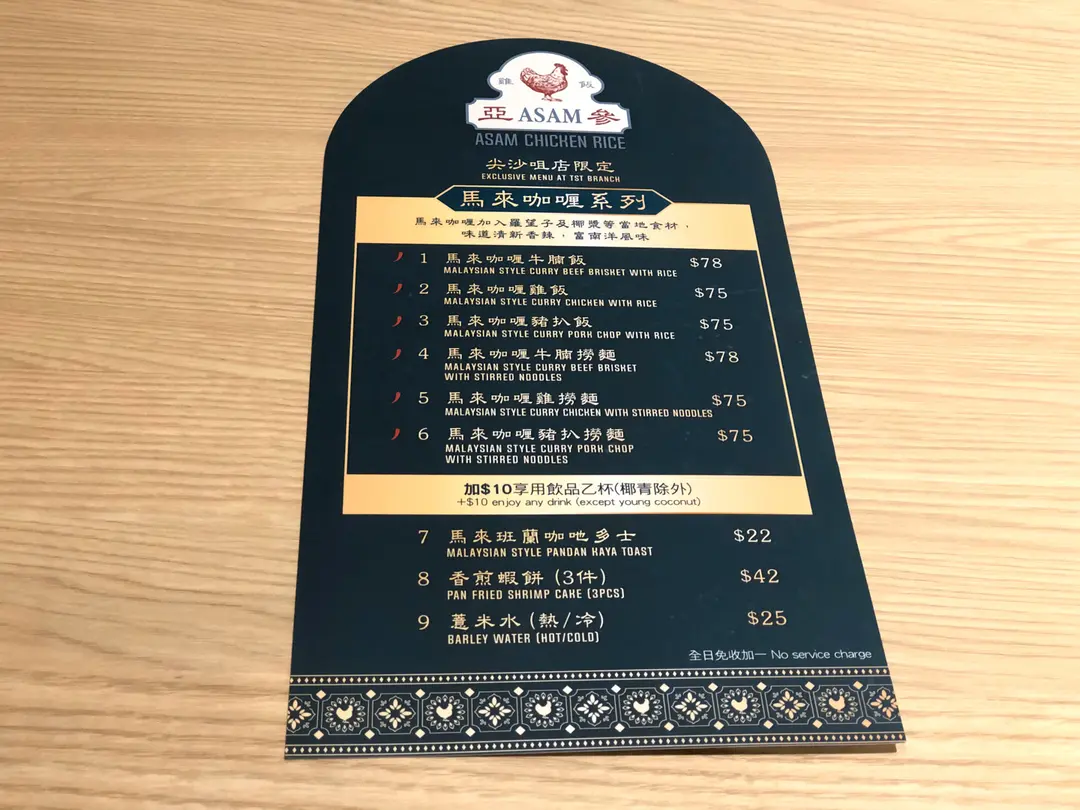 雞 飯
亞 ASAM 參
ASAM CHICKEN RICE
尖沙咀店限定
EXCLUSIVE MENU AT TST BRANCH
馬來咖喱系列
馬來咖喱加入羅望子及椰漿等當地食材，
味道清新香辣，富南洋風味
1 馬來咖喱牛腩飯 $78
MALAYSIAN STYLE CURRY BEEF BRISKET WITH RICE
2 馬來咖喱雞飯 $75
MALAYSIAN STYLE CURRY CHICKEN WITH RICE
3 馬來咖喱豬扒飯 $75
MALAYSIAN STYLE CURRY PORK CHOP WITH RICE
4 馬來咖喱牛腩撈麵 $78
MALAYSIAN STYLE CURRY BEEF BRISKET
WITH STIRRED NOODLES
5 馬來咖喱雞撈麵 $75
MALAYSIAN STYLE CURRY CHICKEN WITH STIRRED NOODLES
6 馬來咖喱豬扒撈麵 $75
MALAYSIAN STYLE CURRY PORK CHOP
WITH STIRRED NOODLES
加$10享用飲品乙杯(椰青除外)
+$10 enjoy any drink (except young coconut)
7 馬來班蘭咖吔多士 $22
MALAYSIAN STYLE PANDAN KAYA TOAST
8 香煎蝦餅 (3件) $42
PAN FRIED SHRIMP CAKE (3PCS)
9 薏米水 (熱/冷) $25
BARLEY WATER (HOT/COLD)
全日免收加一 No service charge